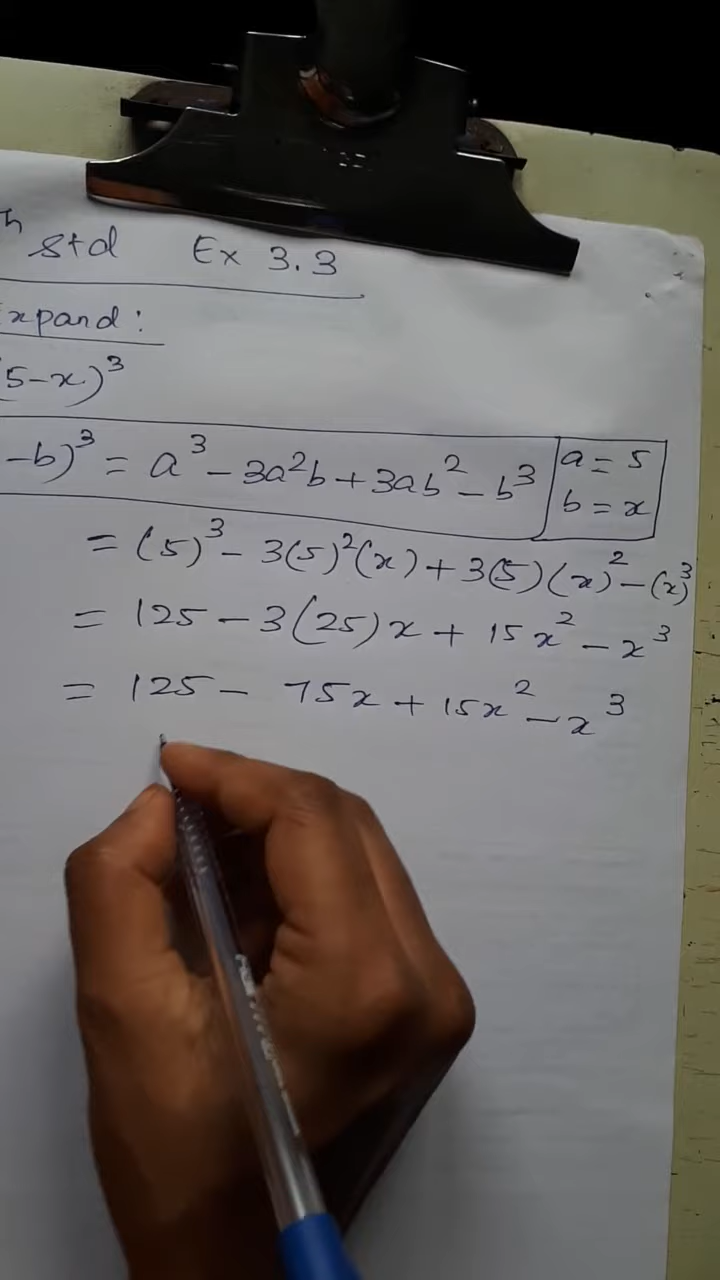 std Ex 3.3
xpand:
(5-x)³
-b)³ = a³ - 3a²b + 3ab² - b³ a = 5
b = x
= (5)³ - 3(5)²(x) + 3(5)(x)² - (x)³
= 125 - 3(25)x + 15x² - x³
= 125 - 75x + 15x² - x³